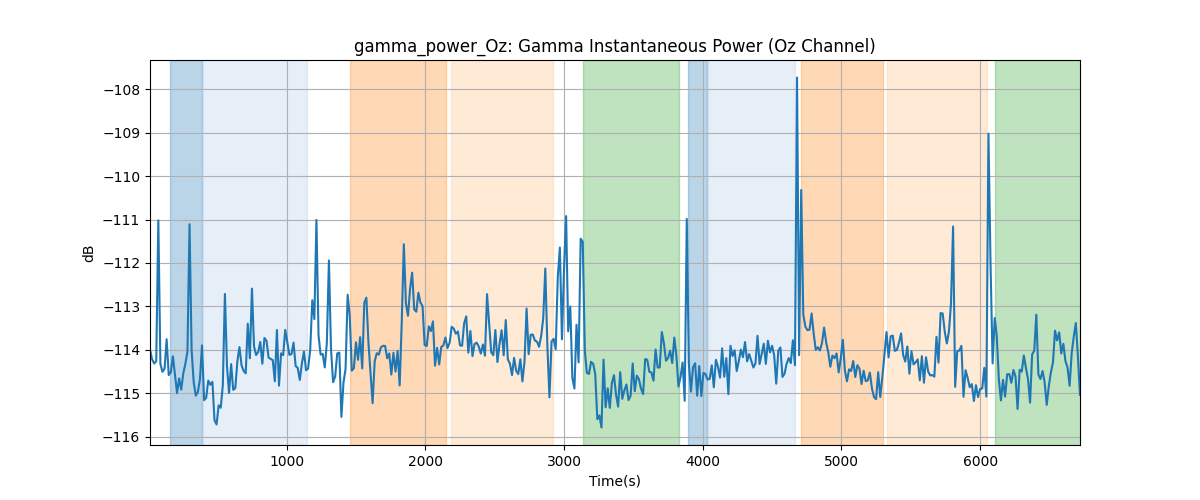 gamma_power_Oz: Gamma Instantaneous Power (Oz Channel)
−108
−109
−110
−111
−112
−113
−114
−115
−116
dB
1000 2000 3000 4000 5000 6000
Time(s)